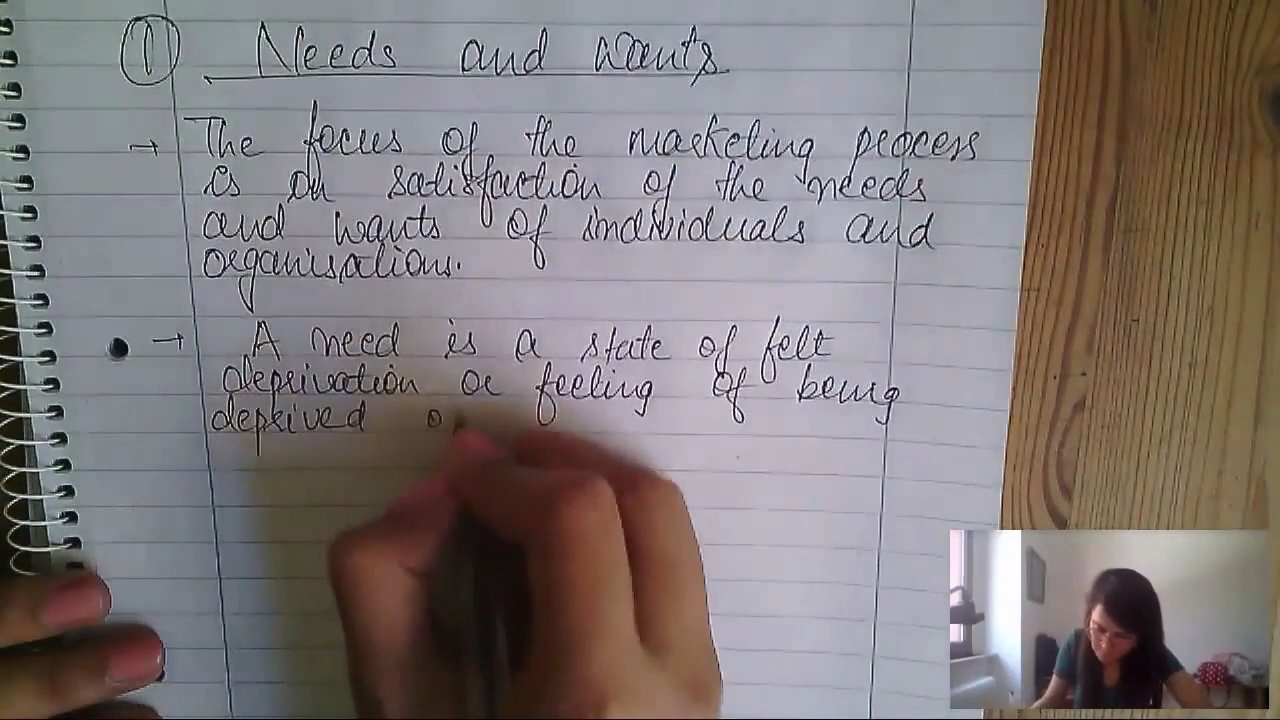 ① Needs and wants
→ The focus of the marketing process
is on satisfaction of the needs
and wants of individuals and
organisations.
→ A need is a state of felt
deprivation or feeling of being
deprived